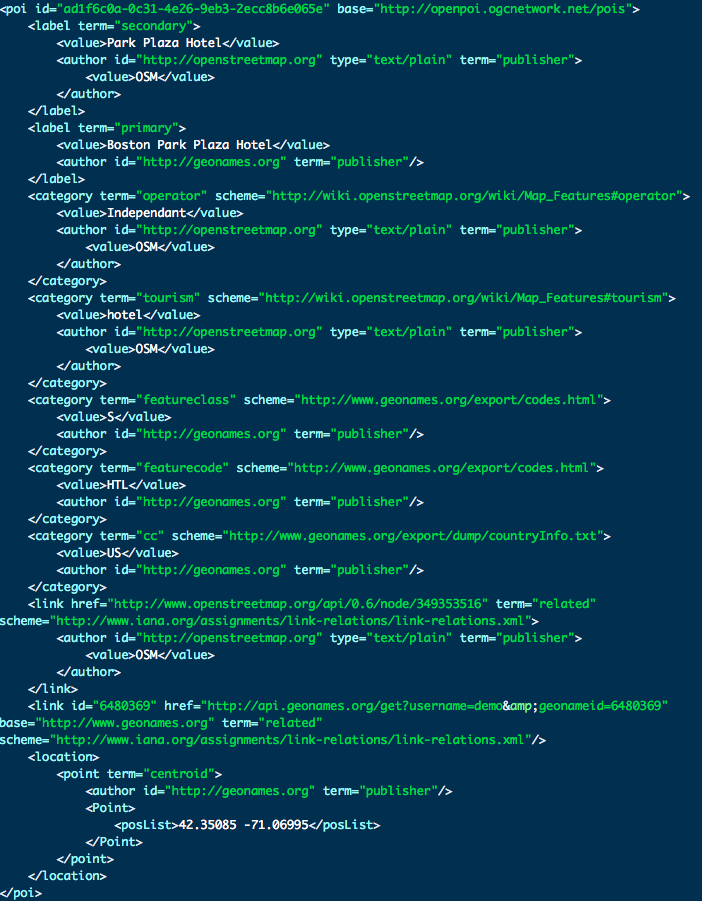 <poi id="ad1f6c0a-0c31-4e26-9eb3-2ecc8b6e065e" base="http://openpoi.ogcnetwork.net/pois">
<label term="secondary">
<value>Park Plaza Hotel</value>
<author id="http://openstreetmap.org" type="text/plain" term="publisher">
<value>OSM</value>
</author>
</label>
<label term="primary">
<value>Boston Park Plaza Hotel</value>
<author id="http://geonames.org" term="publisher"/>
</label>
<category term="operator" scheme="http://wiki.openstreetmap.org/wiki/Map_Features#operator">
<value>Independant</value>
<author id="http://openstreetmap.org" type="text/plain" term="publisher">
<value>OSM</value>
</author>
</category>
<category term="tourism" scheme="http://wiki.openstreetmap.org/wiki/Map_Features#tourism">
<value>hotel</value>
<author id="http://openstreetmap.org" type="text/plain" term="publisher">
<value>OSM</value>
</author>
</category>
<category term="featureclass" scheme="http://www.geonames.org/export/codes.html">
<value>S</value>
<author id="http://geonames.org" term="publisher"/>
</category>
<category term="featurecode" scheme="http://www.geonames.org/export/codes.html">
<value>HTL</value>
<author id="http://geonames.org" term="publisher"/>
</category>
<category term="cc" scheme="http://www.geonames.org/export/dump/countryInfo.txt">
<value>US</value>
<author id="http://geonames.org" term="publisher"/>
</category>
<link href="http://www.openstreetmap.org/api/0.6/node/349353516" term="related"
scheme="http://www.iana.org/assignments/link-relations/link-relations.xml">
<author id="http://openstreetmap.org" type="text/plain" term="publisher">
<value>OSM</value>
</author>
</link>
<link id="6480369" href="http://api.geonames.org/get?username=demo&amp;geonameid=6480369"
base="http://www.geonames.org" term="related"
scheme="http://www.iana.org/assignments/link-relations/link-relations.xml"/>
<location>
<point term="centroid">
<author id="http://geonames.org" term="publisher"/>
<Point>
<posList>42.35085 -71.06995</posList>
</Point>
</point>
</location>
</poi>